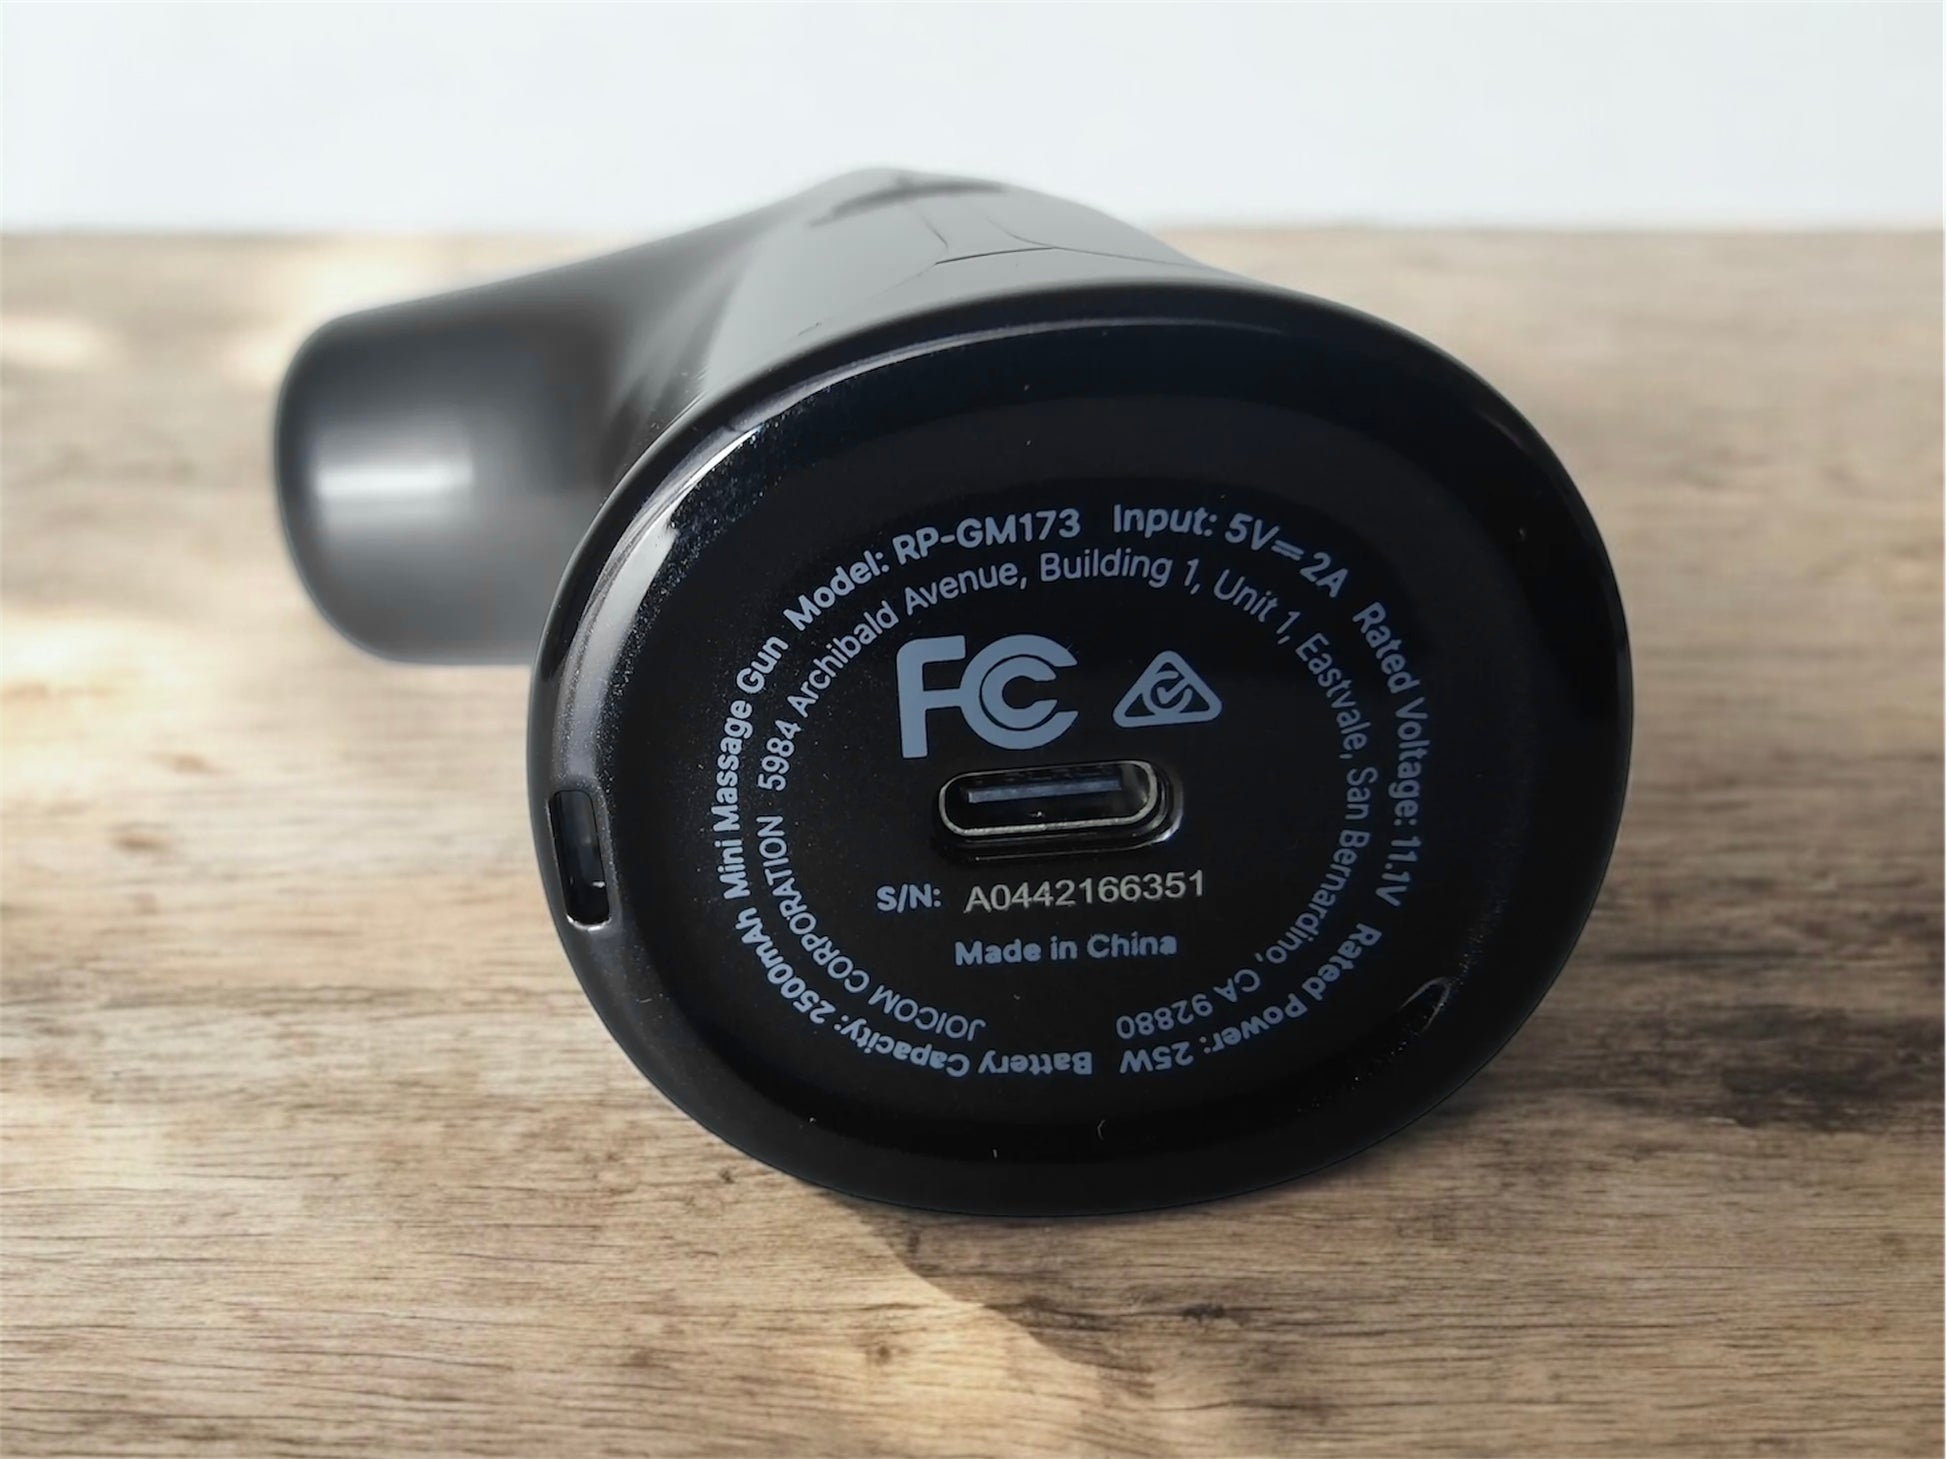 Mini Massage Gun Model: RP-GM173 Input: 5V⎓2A Rated Voltage: 11.1V Rated Power: 25W Battery Capacity: 2500mAh
JOICOM CORPORATION 5984 Archibald Avenue, Building 1, Unit 1, Eastvale, San Bernardino, CA 92880
FC
S/N: A0442166351
Made in China